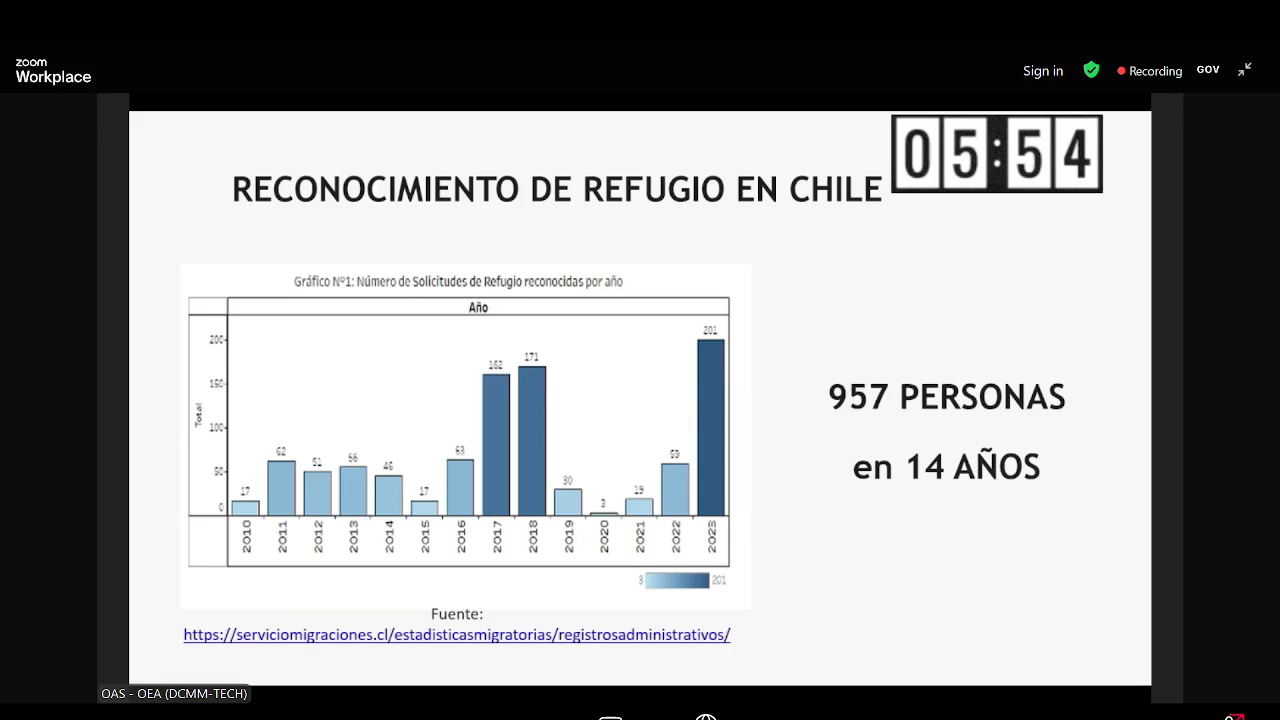 zoom
Workplace
Sign in
Recording
GOV
05:54
RECONOCIMIENTO DE REFUGIO EN CHILE
Gráfico Nº1: Número de Solicitudes de Refugio reconocidas por año
Año
Total
200
150
100
50
0
17
62
51
56
46
17
63
162
171
30
3
19
59
201
2010
2011
2012
2013
2014
2015
2016
2017
2018
2019
2020
2021
2022
2023
3
201
957 PERSONAS
en 14 AÑOS
Fuente:
https://serviciomigraciones.cl/estadisticasmigratorias/registrosadministrativos/
OAS - OEA (DCMM-TECH)